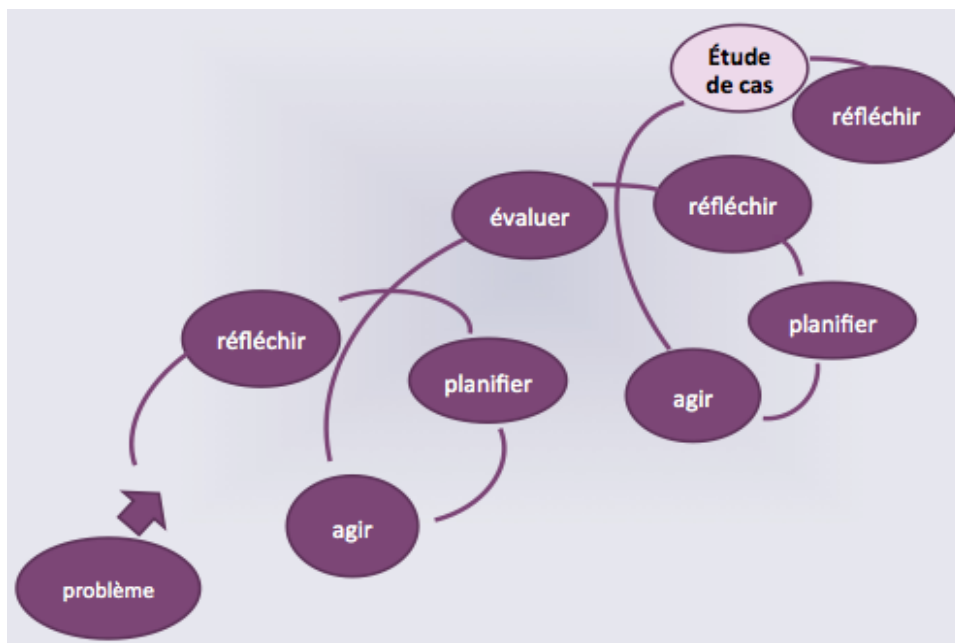 problème
réfléchir
planifier
agir
évaluer
réfléchir
planifier
agir
Étude
de cas
réfléchir